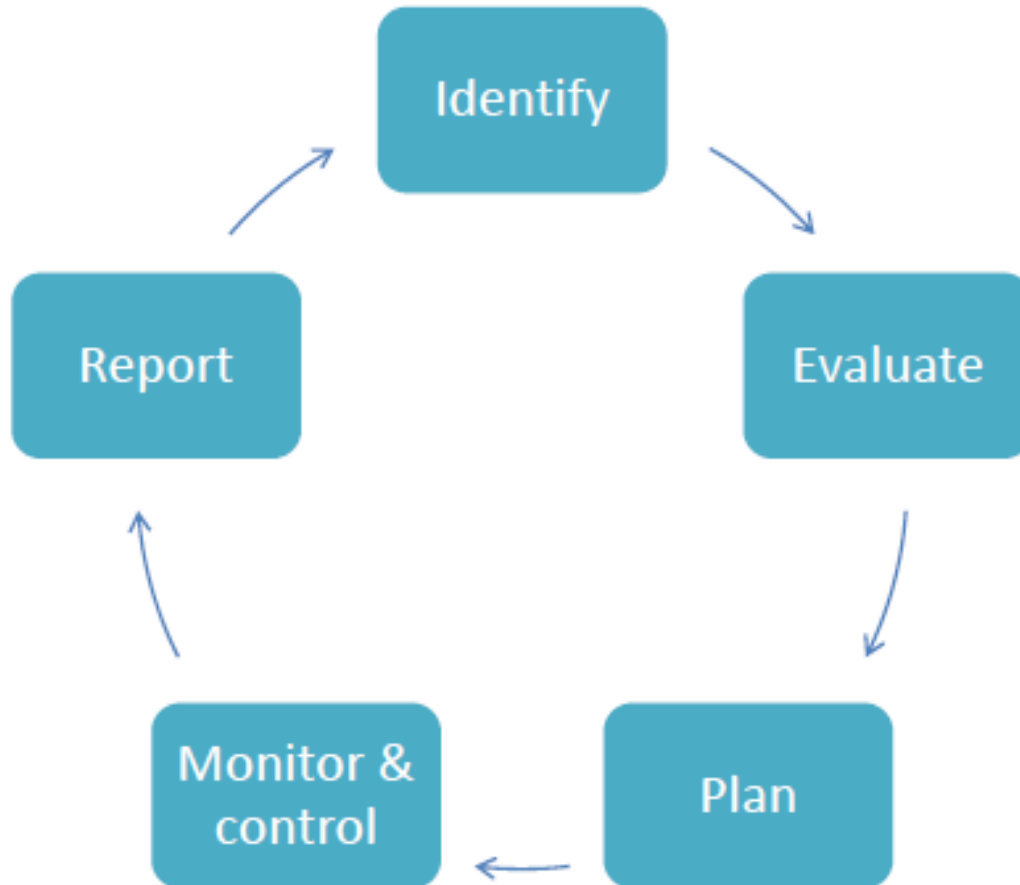 Identify
Evaluate
Plan
Monitor &
control
Report